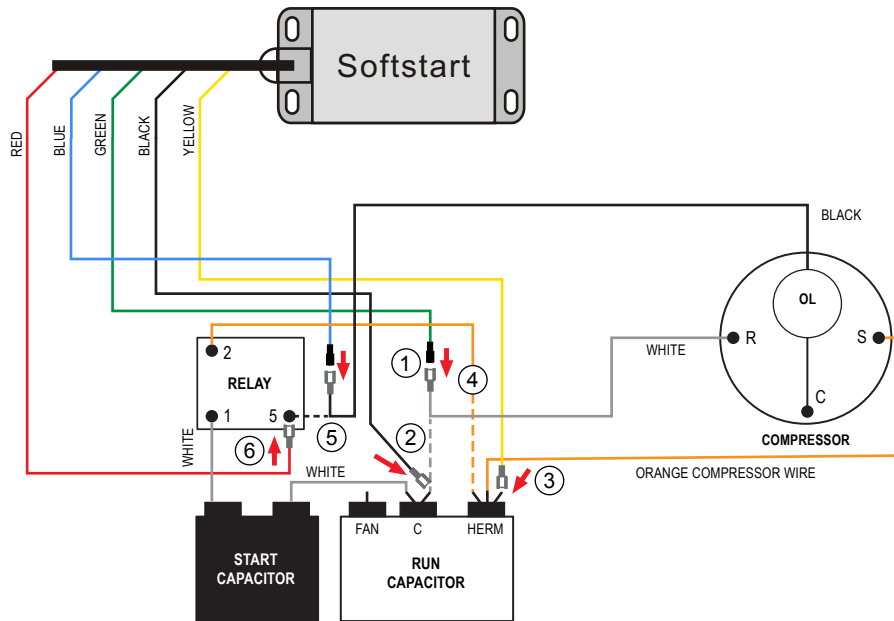 Softstart
RED
BLUE
GREEN
BLACK
YELLOW
BLACK
OL
R
S
C
WHITE
COMPRESSOR
ORANGE COMPRESSOR WIRE
2
RELAY
1
5
1
4
5
2
6
3
WHITE
WHITE
START
CAPACITOR
FAN
C
HERM
RUN
CAPACITOR